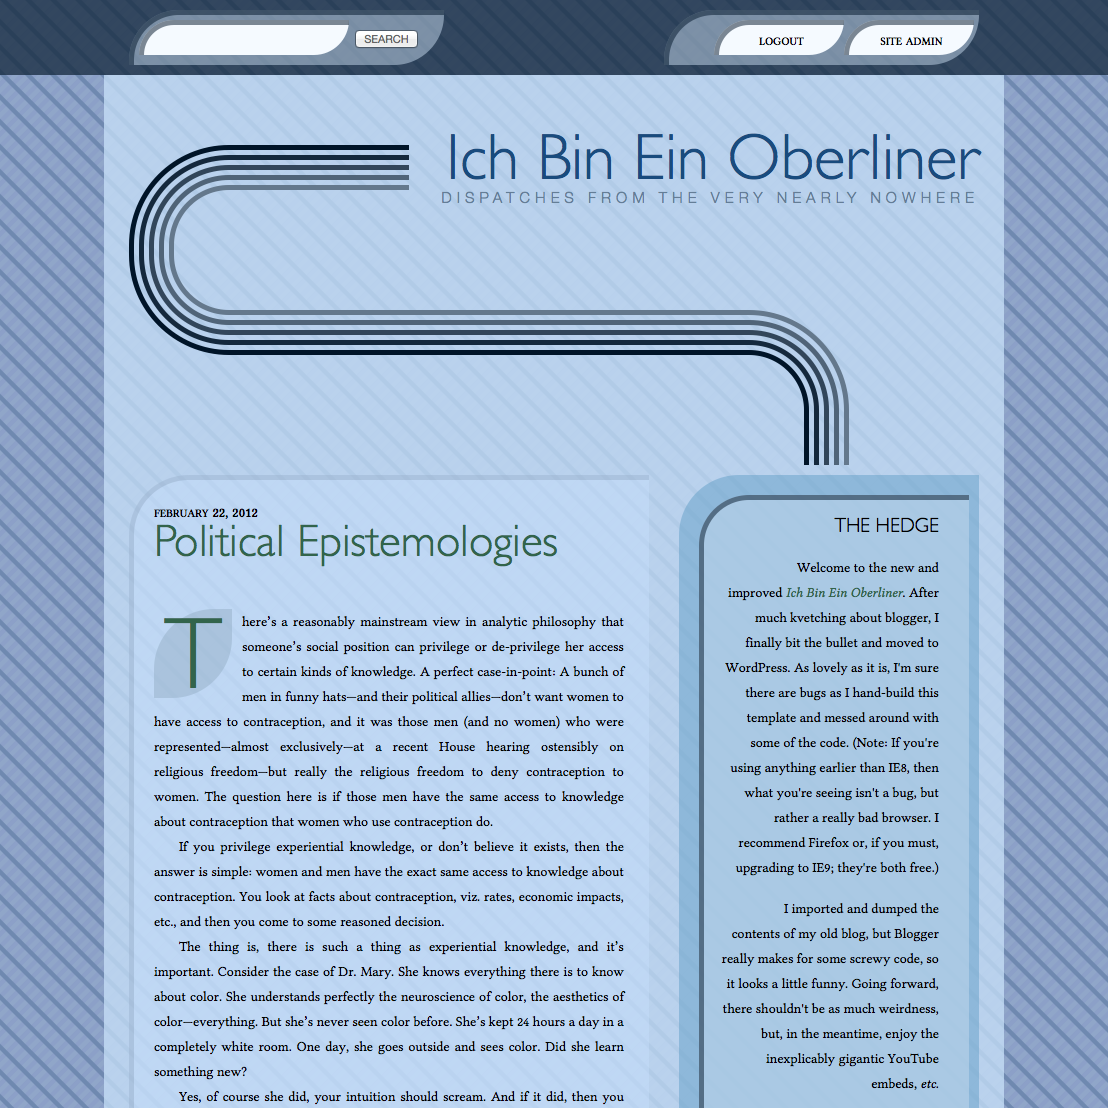 SEARCH
LOGOUT
SITE ADMIN
Ich Bin Ein Oberliner
DISPATCHES FROM THE VERY NEARLY NOWHERE
FEBRUARY 22, 2012
Political Epistemologies
There’s a reasonably mainstream view in analytic philosophy that
someone’s social position can privilege or de-privilege her access
to certain kinds of knowledge. A perfect case-in-point: A bunch of
men in funny hats—and their political allies—don’t want women to
have access to contraception, and it was those men (and no women) who were
represented—almost exclusively—at a recent House hearing ostensibly on
religious freedom—but really the religious freedom to deny contraception to
women. The question here is if those men have the same access to knowledge
about contraception that women who use contraception do.
If you privilege experiential knowledge, or don’t believe it exists, then the
answer is simple: women and men have the exact same access to knowledge about
contraception. You look at facts about contraception, viz. rates, economic impacts,
etc., and then you come to some reasoned decision.
The thing is, there is such a thing as experiential knowledge, and it’s
important. Consider the case of Dr. Mary. She knows everything there is to know
about color. She understands perfectly the neuroscience of color, the aesthetics of
color—everything. But she’s never seen color before. She’s kept 24 hours a day in a
completely white room. One day, she goes outside and sees color. Did she learn
something new?
Yes, of course she did, your intuition should scream. And if it did, then you
THE HEDGE
Welcome to the new and
improved Ich Bin Ein Oberliner. After
much kvetching about blogger, I
finally bit the bullet and moved to
WordPress. As lovely as it is, I'm sure
there are bugs as I hand-build this
template and messed around with
some of the code. (Note: If you're
using anything earlier than IE8, then
what you're seeing isn't a bug, but
rather a really bad browser. I
recommend Firefox or, if you must,
upgrading to IE9; they're both free.)
I imported and dumped the
contents of my old blog, but Blogger
really makes for some screwy code, so
it looks a little funny. Going forward,
there shouldn't be as much weirdness,
but, in the meantime, enjoy the
inexplicably gigantic YouTube
embeds, etc.